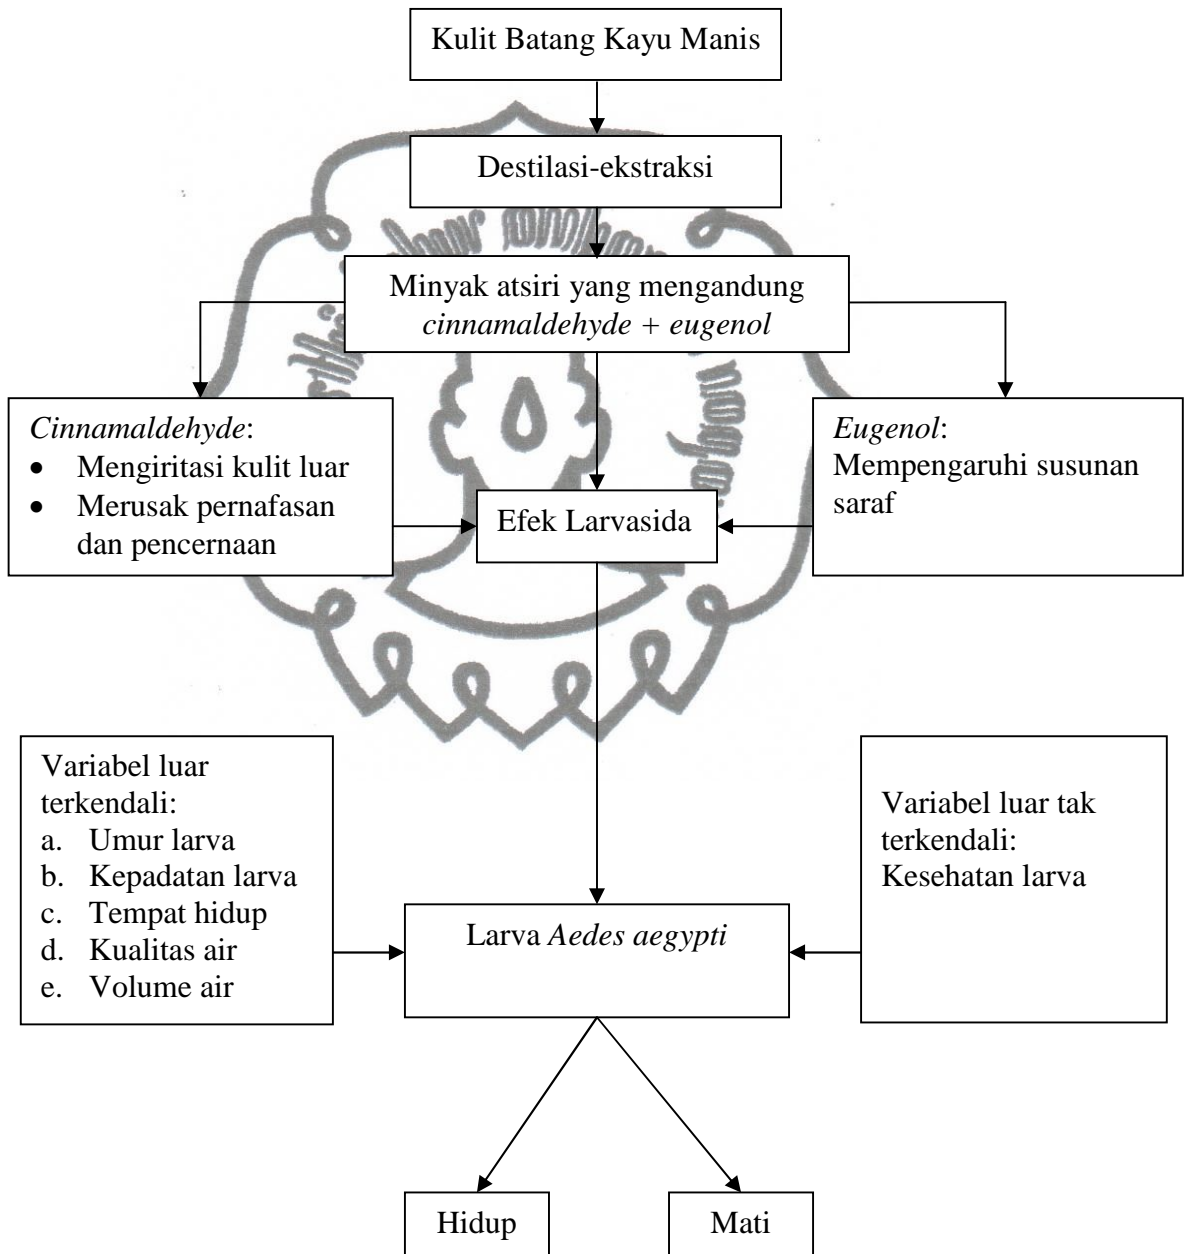 Kulit Batang Kayu Manis
Destilasi-ekstraksi
Minyak atsiri yang mengandung
cinnamaldehyde + eugenol
Cinnamaldehyde:
• Mengiritasi kulit luar
• Merusak pernafasan
dan pencernaan
Efek Larvasida
Eugenol:
Mempengaruhi susunan
saraf
Variabel luar
terkendali:
a. Umur larva
b. Kepadatan larva
c. Tempat hidup
d. Kualitas air
e. Volume air
Larva Aedes aegypti
Variabel luar tak
terkendali:
Kesehatan larva
Hidup
Mati